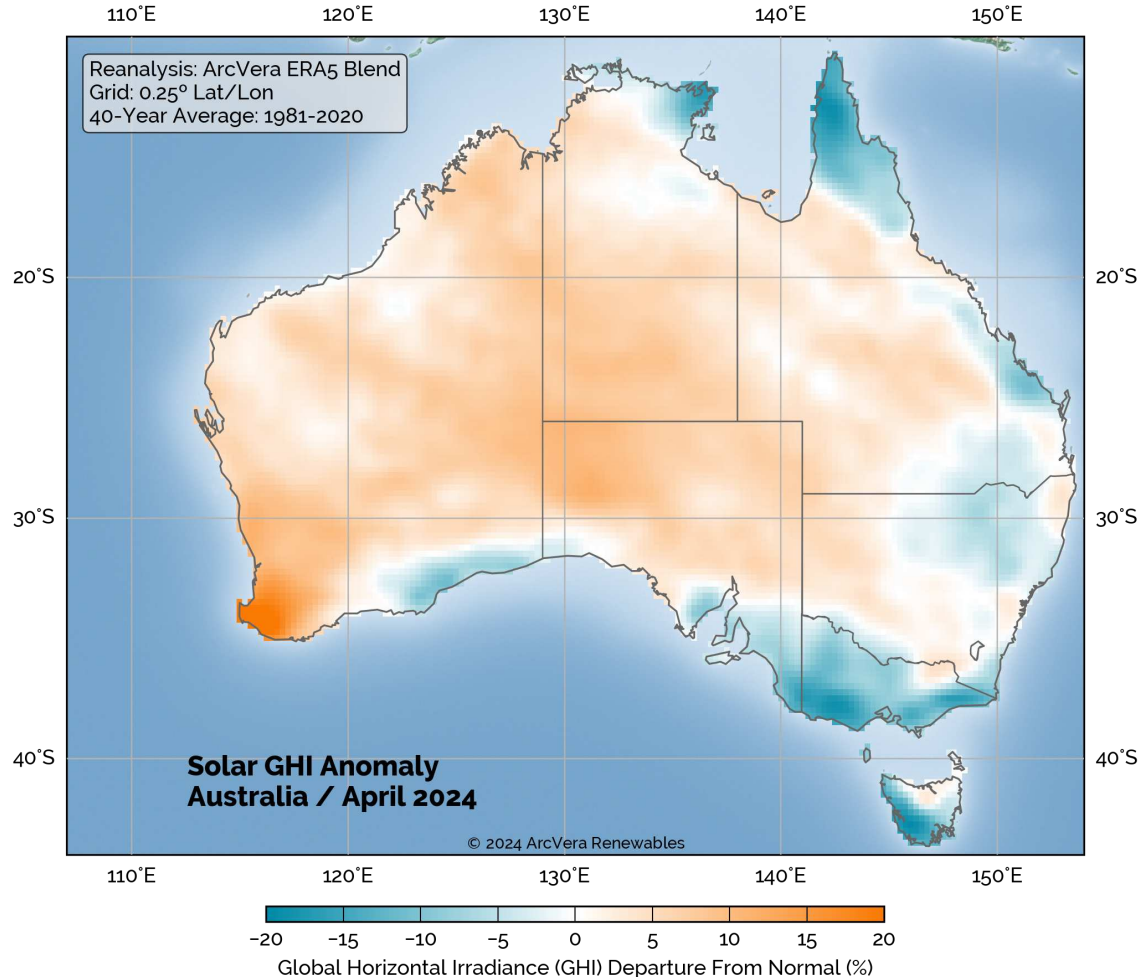 110°E 120°E 130°E 140°E 150°E
Reanalysis: ArcVera ERA5 Blend
Grid: 0.25º Lat/Lon
40-Year Average: 1981-2020
20°S 20°S
30°S 30°S
40°S 40°S
Solar GHI Anomaly
Australia / April 2024
© 2024 ArcVera Renewables
110°E 120°E 130°E 140°E 150°E
−20 −15 −10 −5 0 5 10 15 20
Global Horizontal Irradiance (GHI) Departure From Normal (%)